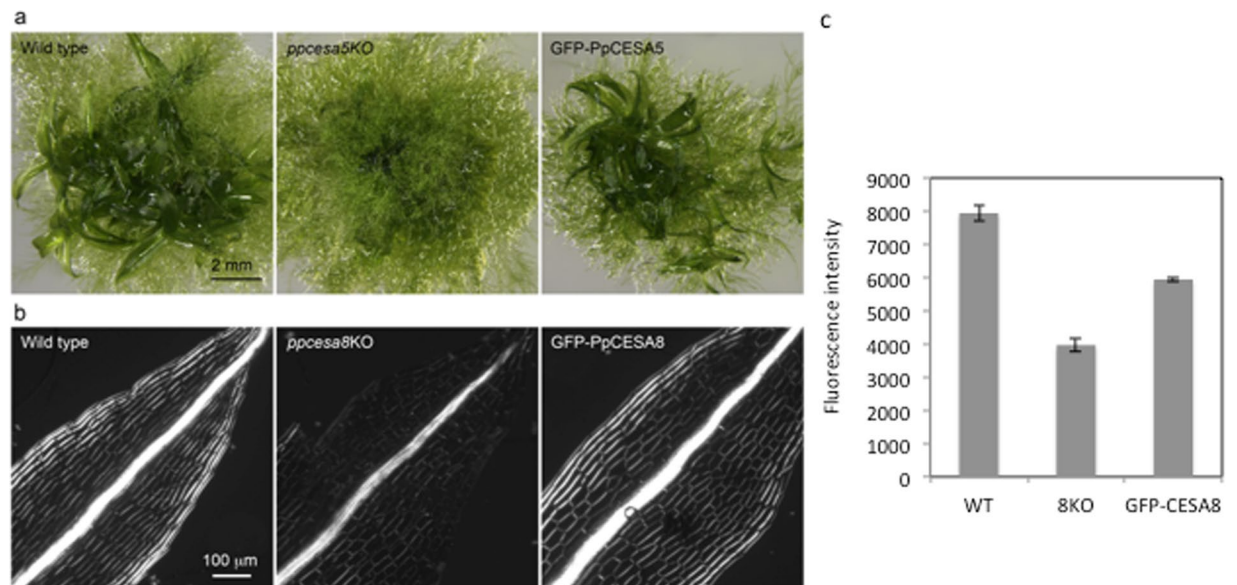 a
Wild type
ppcesa5KO
GFP-PpCESA5
2 mm
b
Wild type
ppcesa8KO
GFP-PpCESA8
100 μm
c
Fluorescence intensity
9000
8000
7000
6000
5000
4000
3000
2000
1000
0
WT
8KO
GFP-CESA8